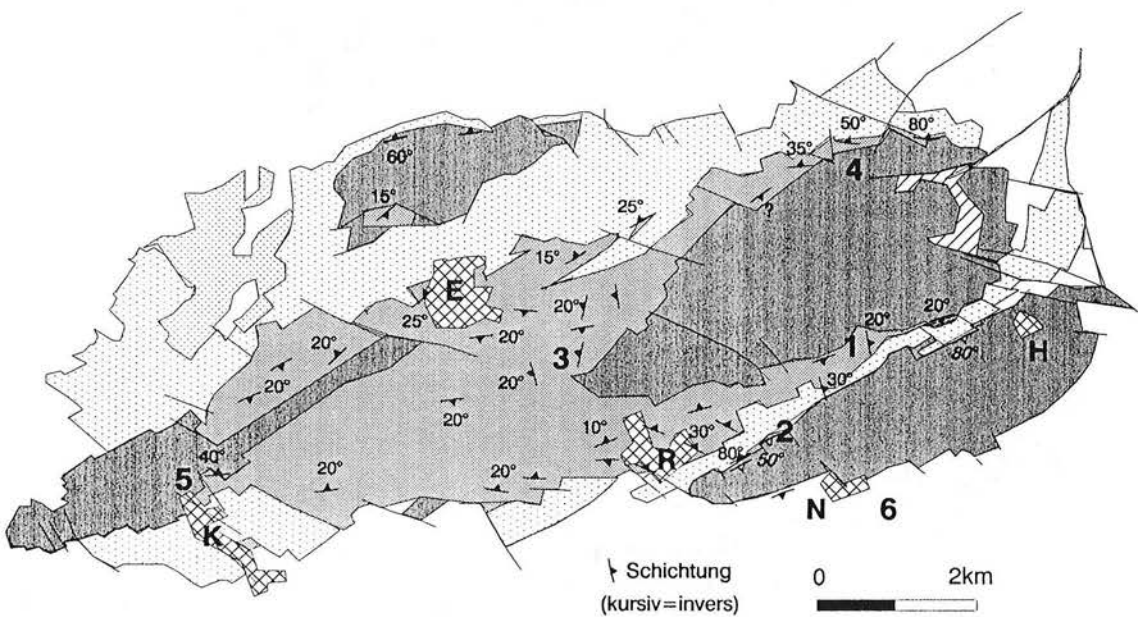 50° 80°
60° 35° 4
15° ?
25°
15°
E 20°
25° 20° 20° 20°
20° 3 1 H
20° 20° 30° 80°
20° 10° 30° 2
40° R 80° 50°
5 20° 20°
N 6
K
Schichtung 0 2km
(kursiv=invers)